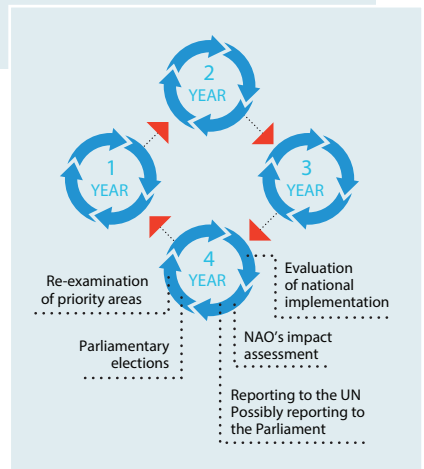 2
YEAR
1
YEAR
3
YEAR
4
YEAR
Re-examination
of priority areas
Parliamentary
elections
Evaluation
of national
implementation
NAO's impact
assessment
Reporting to the UN
Possibly reporting to
the Parliament